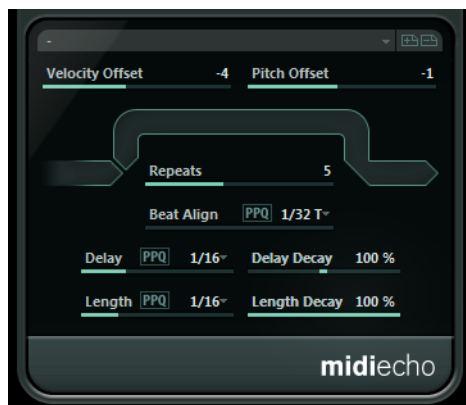 -
Velocity Offset -4 Pitch Offset -1
Repeats 5
Beat Align PPQ 1/32 T
Delay PPQ 1/16 Delay Decay 100 %
Length PPQ 1/16 Length Decay 100 %
midiecho